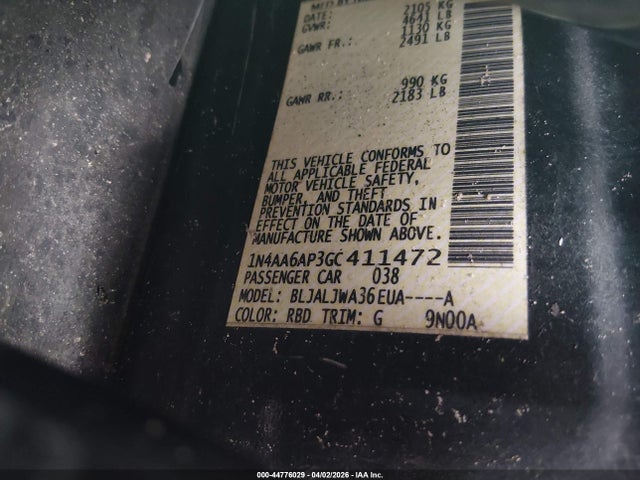 MFD BY
DATE: 2105 KG
GVWR: 4641 LB
1130 KG
GAWR FR.: 2491 LB
990 KG
GAWR RR.: 2183 LB
THIS VEHICLE CONFORMS TO
ALL APPLICABLE FEDERAL
MOTOR VEHICLE SAFETY,
BUMPER, AND THEFT
PREVENTION STANDARDS IN
EFFECT ON THE DATE OF
MANUFACTURE SHOWN ABOVE.
1N4AA6AP3GC411472
PASSENGER CAR 038
MODEL: BLJALJWA36EUA----A
COLOR: RBD TRIM: G 9N00A
000-44776029 - 04/02/2026 - IAA Inc.